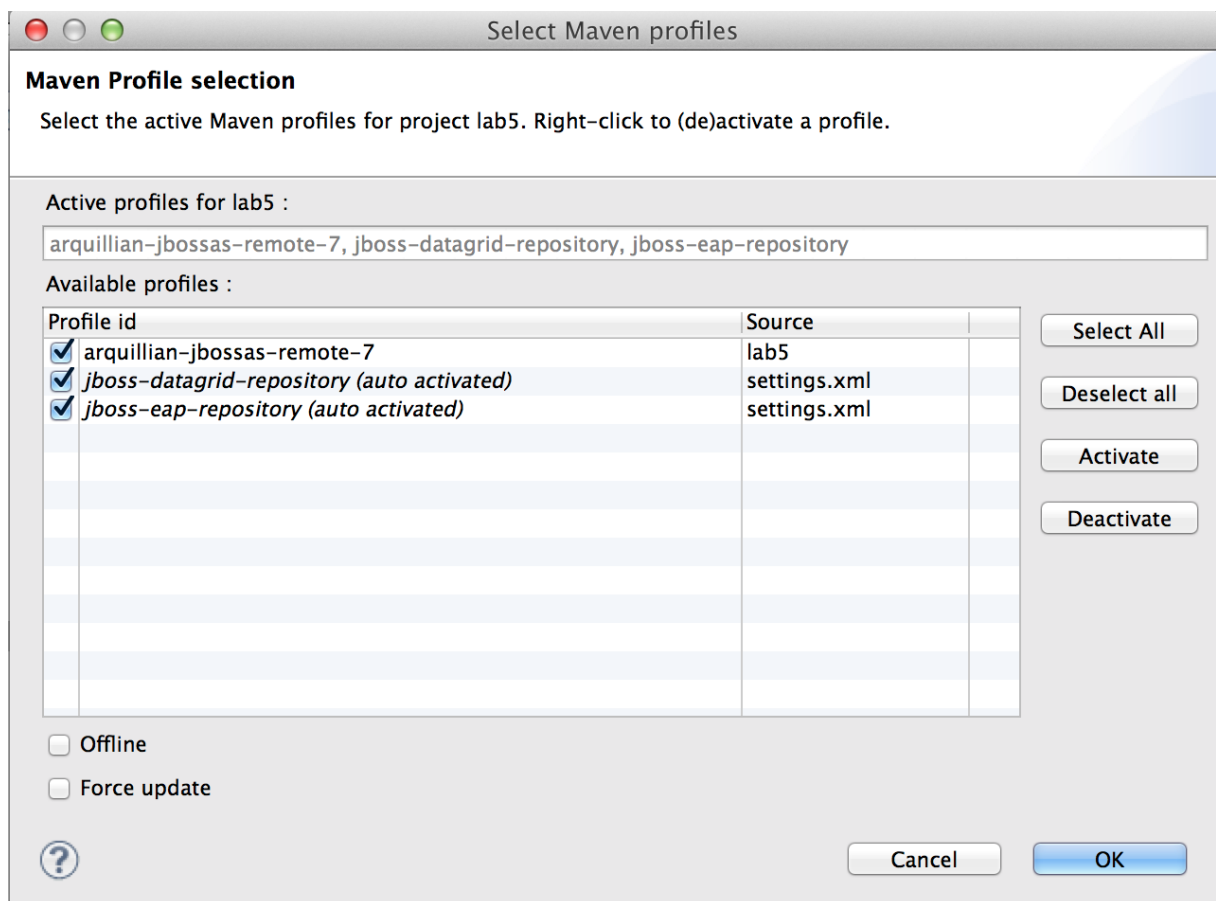 Select Maven profiles
Maven Profile selection
Select the active Maven profiles for project lab5. Right-click to (de)activate a profile.
Active profiles for lab5 :
arquillian-jbossas-remote-7, jboss-datagrid-repository, jboss-eap-repository
Available profiles :
Profile id Source
arquillian-jbossas-remote-7 lab5
jboss-datagrid-repository (auto activated) settings.xml
jboss-eap-repository (auto activated) settings.xml
Select All
Deselect all
Activate
Deactivate
Offline
Force update
? Cancel OK